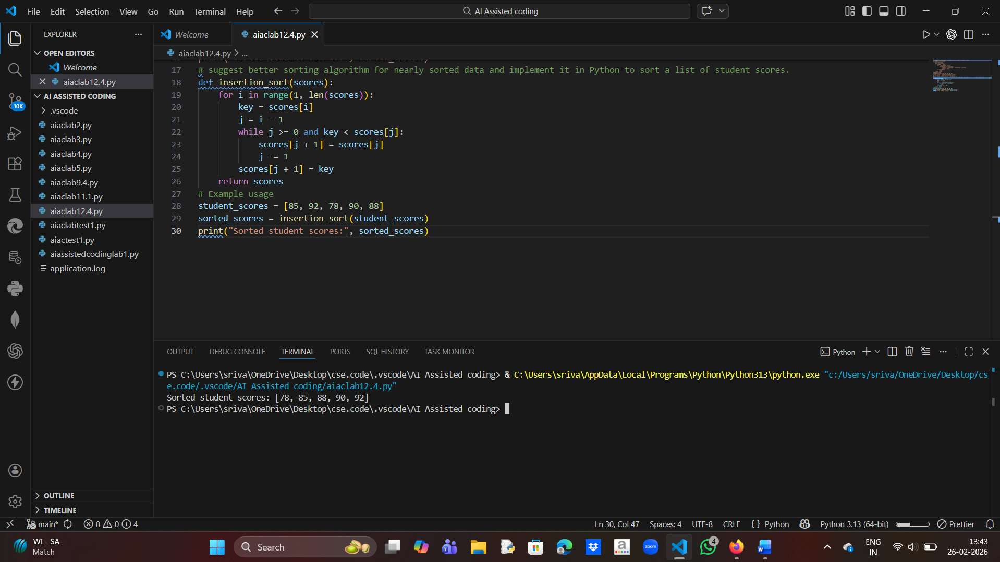 File Edit Selection View Go Run Terminal Help
AI Assisted coding
EXPLORER
OPEN EDITORS
Welcome
aiaclab12.4.py
AI ASSISTED CODING
.vscode
aiaclab2.py
aiaclab3.py
aiaclab4.py
aiaclab5.py
aiaclab9.4.py
aiaclab11.1.py
aiaclab12.4.py
aiaclabtest1.py
aiactest1.py
aiassistedcodinglab1.py
application.log
OUTLINE
TIMELINE
10K
Welcome aiaclab12.4.py
aiaclab12.4.py > ...
17 # suggest better sorting algorithm for nearly sorted data and implement it in Python to sort a list of student scores.
18 def insertion_sort(scores):
19 for i in range(1, len(scores)):
20 key = scores[i]
21 j = i - 1
22 while j >= 0 and key < scores[j]:
23 scores[j + 1] = scores[j]
24 j -= 1
25 scores[j + 1] = key
26 return scores
27 # Example usage
28 student_scores = [85, 92, 78, 90, 88]
29 sorted_scores = insertion_sort(student_scores)
30 print("Sorted student scores:", sorted_scores)
OUTPUT DEBUG CONSOLE TERMINAL PORTS SQL HISTORY TASK MONITOR
Python
PS C:\Users\sriva\OneDrive\Desktop\cse.code\.vscode\AI Assisted coding> & C:\Users\sriva\AppData\Local\Programs\Python\Python313\python.exe "c:/Users/sriva/OneDrive/Desktop/cs
e.code/.vscode/AI Assisted coding/aiaclab12.4.py"
Sorted student scores: [78, 85, 88, 90, 92]
PS C:\Users\sriva\OneDrive\Desktop\cse.code\.vscode\AI Assisted coding>
main* 0 0 4
Ln 30, Col 47 Spaces: 4 UTF-8 CRLF {} Python Python 3.13 (64-bit) Prettier
WI - SA
Match
Search
zoom
4
ENG
IN
13:43
26-02-2026